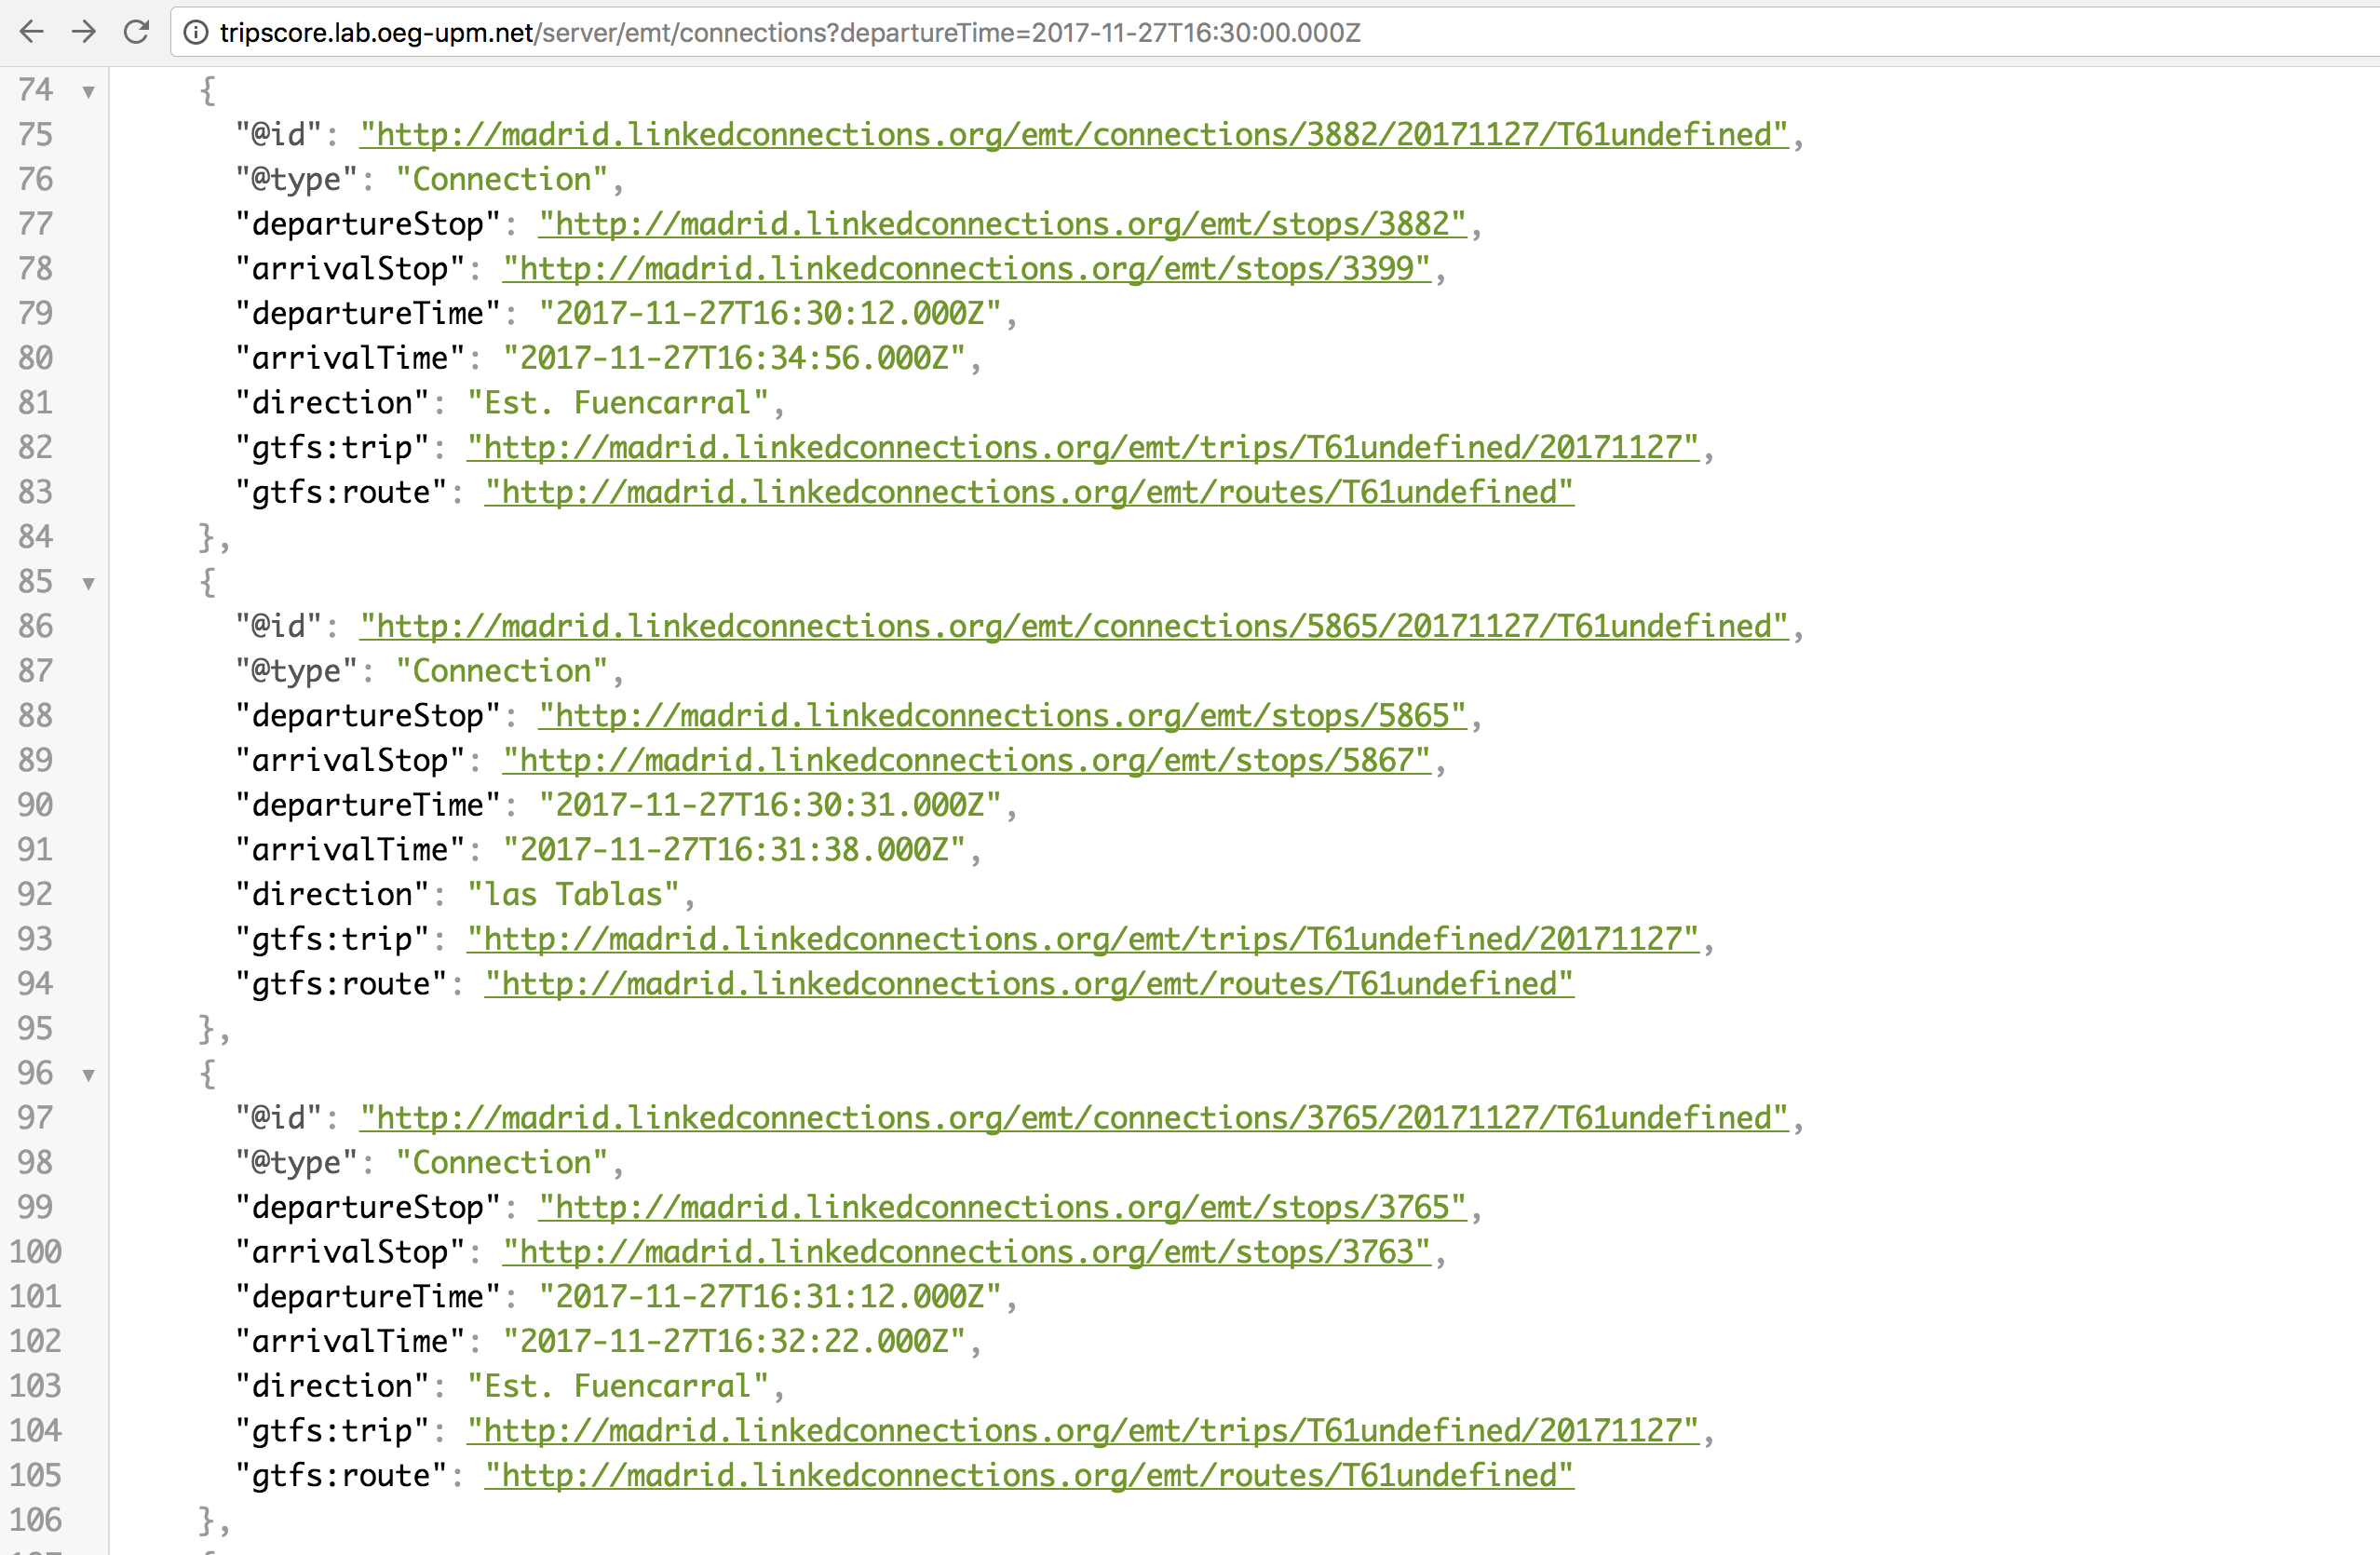 tripscore.lab.oeg-upm.net/server/emt/connections?departureTime=2017-11-27T16:30:00.000Z
74 {
75 "@id": "http://madrid.linkedconnections.org/emt/connections/3882/20171127/T61undefined",
76 "@type": "Connection",
77 "departureStop": "http://madrid.linkedconnections.org/emt/stops/3882",
78 "arrivalStop": "http://madrid.linkedconnections.org/emt/stops/3399",
79 "departureTime": "2017-11-27T16:30:12.000Z",
80 "arrivalTime": "2017-11-27T16:34:56.000Z",
81 "direction": "Est. Fuencarral",
82 "gtfs:trip": "http://madrid.linkedconnections.org/emt/trips/T61undefined/20171127",
83 "gtfs:route": "http://madrid.linkedconnections.org/emt/routes/T61undefined"
84 },
85 {
86 "@id": "http://madrid.linkedconnections.org/emt/connections/5865/20171127/T61undefined",
87 "@type": "Connection",
88 "departureStop": "http://madrid.linkedconnections.org/emt/stops/5865",
89 "arrivalStop": "http://madrid.linkedconnections.org/emt/stops/5867",
90 "departureTime": "2017-11-27T16:30:31.000Z",
91 "arrivalTime": "2017-11-27T16:31:38.000Z",
92 "direction": "las Tablas",
93 "gtfs:trip": "http://madrid.linkedconnections.org/emt/trips/T61undefined/20171127",
94 "gtfs:route": "http://madrid.linkedconnections.org/emt/routes/T61undefined"
95 },
96 {
97 "@id": "http://madrid.linkedconnections.org/emt/connections/3765/20171127/T61undefined",
98 "@type": "Connection",
99 "departureStop": "http://madrid.linkedconnections.org/emt/stops/3765",
100 "arrivalStop": "http://madrid.linkedconnections.org/emt/stops/3763",
101 "departureTime": "2017-11-27T16:31:12.000Z",
102 "arrivalTime": "2017-11-27T16:32:22.000Z",
103 "direction": "Est. Fuencarral",
104 "gtfs:trip": "http://madrid.linkedconnections.org/emt/trips/T61undefined/20171127",
105 "gtfs:route": "http://madrid.linkedconnections.org/emt/routes/T61undefined"
106 },